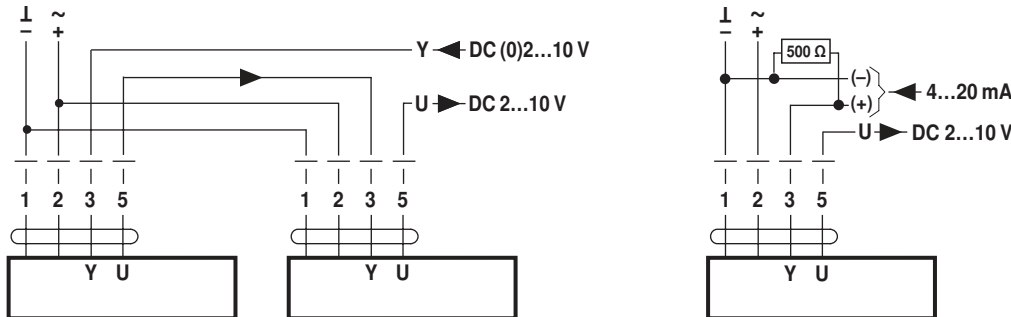 ⊥ ~ ⊥ ~
− + − +
500 Ω
Y DC (0)2...10 V
(–)
4...20 mA
(+)
U DC 2...10 V
U DC 2...10 V
1 2 3 5 1 2 3 5 1 2 3 5
Y U Y U Y U